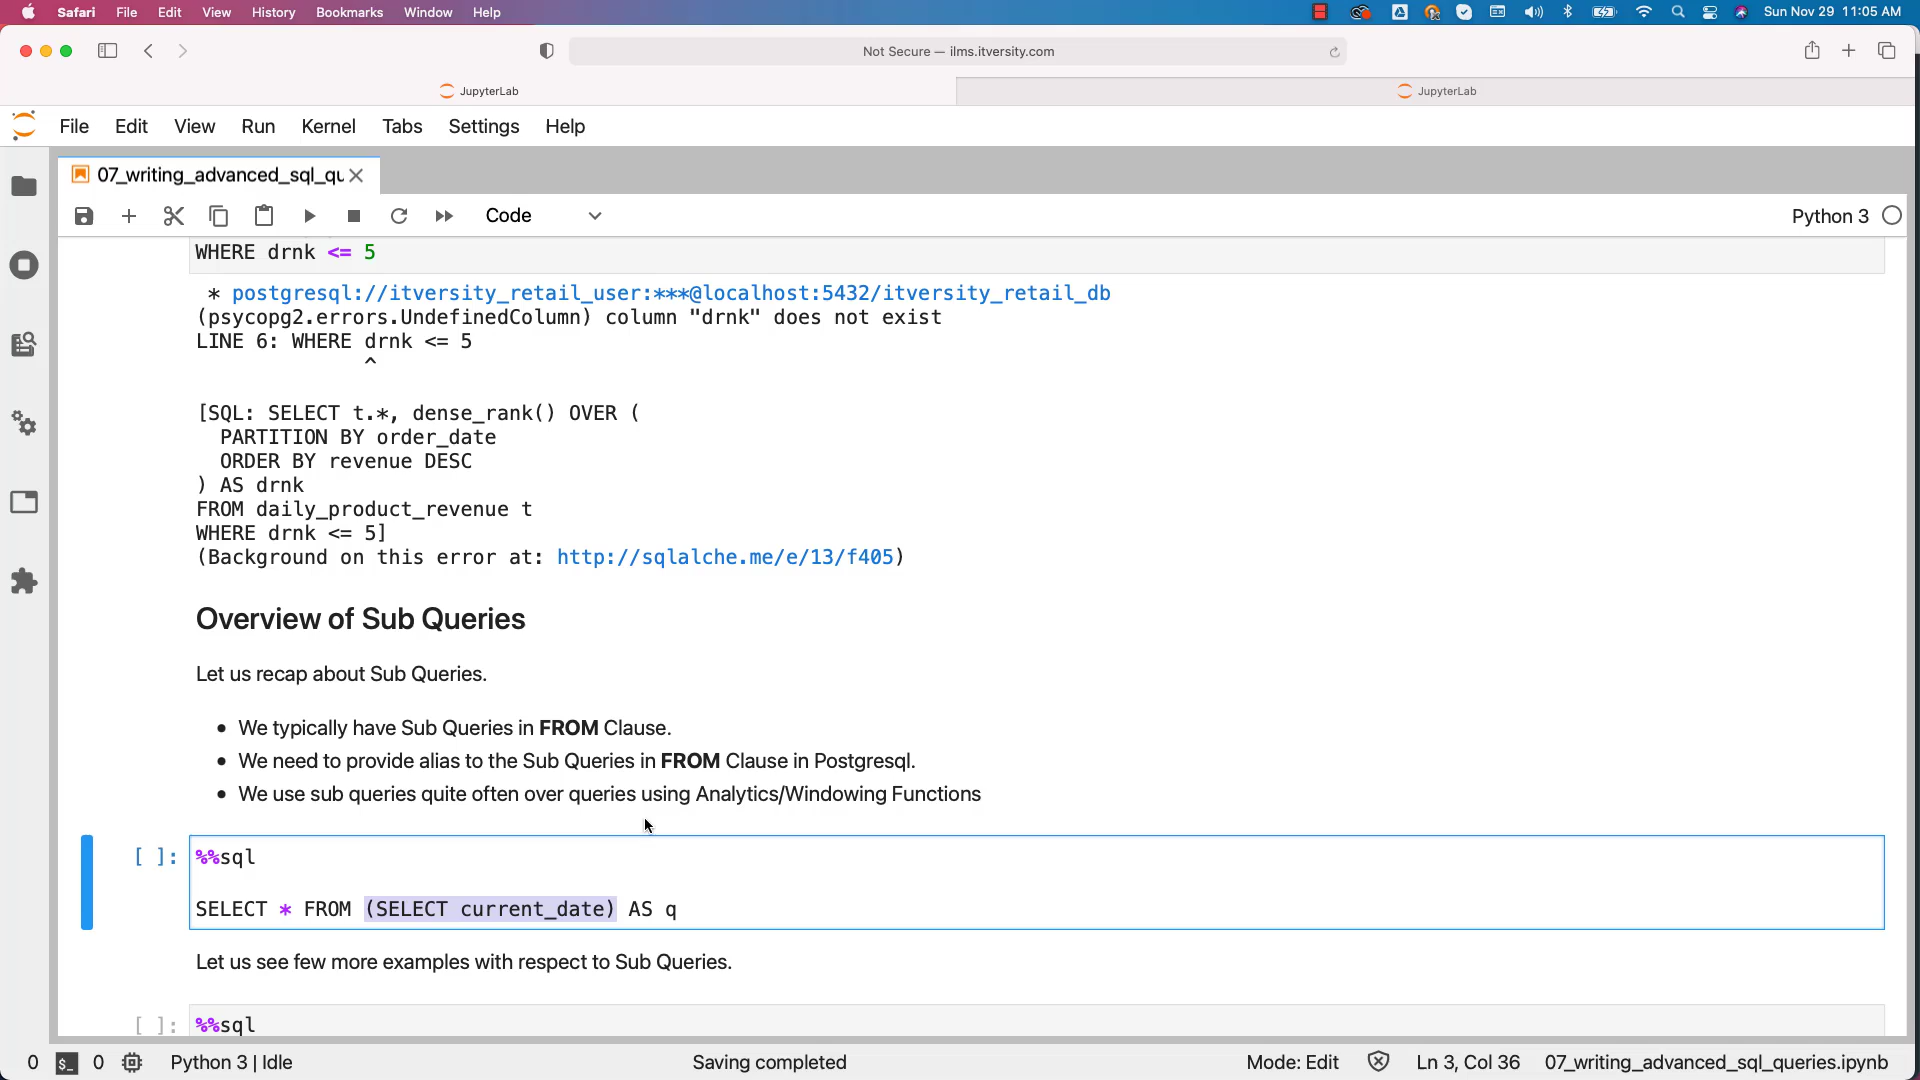 Safari File Edit View History Bookmarks Window Help Sun Nov 29 11:05 AM
Not Secure — ilms.itversity.com
JupyterLab JupyterLab
File Edit View Run Kernel Tabs Settings Help
07_writing_advanced_sql_qu
Code Python 3
WHERE drnk <= 5
* postgresql://itversity_retail_user:***@localhost:5432/itversity_retail_db
(psycopg2.errors.UndefinedColumn) column "drnk" does not exist
LINE 6: WHERE drnk <= 5
^
[SQL: SELECT t.*, dense_rank() OVER (
PARTITION BY order_date
ORDER BY revenue DESC
) AS drnk
FROM daily_product_revenue t
WHERE drnk <= 5]
(Background on this error at: http://sqlalche.me/e/13/f405)
Overview of Sub Queries
Let us recap about Sub Queries.
• We typically have Sub Queries in FROM Clause.
• We need to provide alias to the Sub Queries in FROM Clause in Postgresql.
• We use sub queries quite often over queries using Analytics/Windowing Functions
[ ]: %%sql
SELECT * FROM (SELECT current_date) AS q
Let us see few more examples with respect to Sub Queries.
[ ]: %%sql
0 $_ 0 Python 3 | Idle Saving completed Mode: Edit Ln 3, Col 36 07_writing_advanced_sql_queries.ipynb